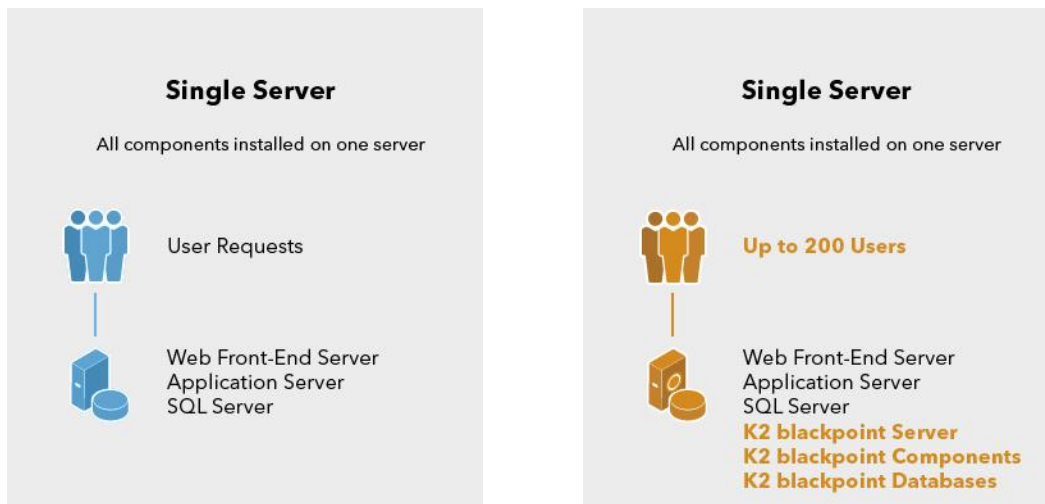 Single Server
All components installed on one server
User Requests
Web Front-End Server
Application Server
SQL Server
Single Server
All components installed on one server
Up to 200 Users
Web Front-End Server
Application Server
SQL Server
K2 blackpoint Server
K2 blackpoint Components
K2 blackpoint Databases